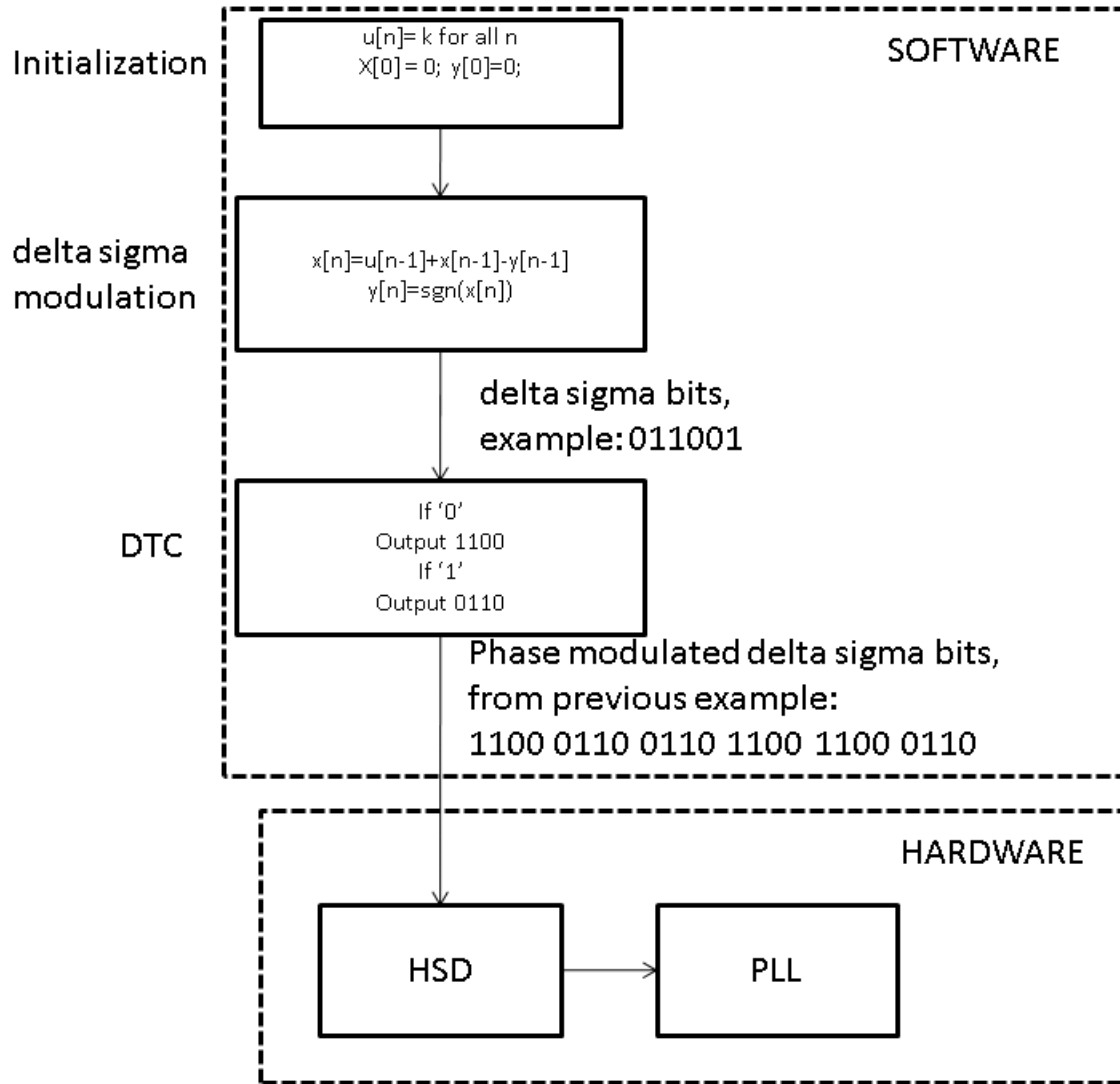 u[n]= k for all n
X[0] = 0; y[0]=0;
Initialization
SOFTWARE
delta sigma
modulation
x[n]=u[n-1]+x[n-1]-y[n-1]
y[n]=sgn(x[n])
delta sigma bits,
example: 011001
DTC
If ‘0’
Output 1100
If ‘1’
Output 0110
Phase modulated delta sigma bits,
from previous example:
1100 0110 0110 1100 1100 0110
HARDWARE
HSD
PLL